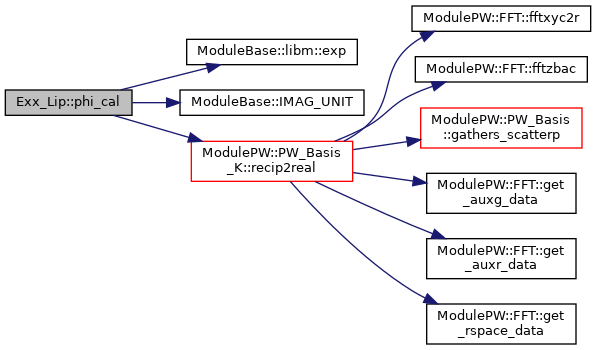 Exx_Lip::phi_cal
ModuleBase::libm::exp
ModuleBase::IMAG_UNIT
ModulePW::PW_Basis
_K::recip2real
ModulePW::FFT::fftxyc2r
ModulePW::FFT::fftzbac
ModulePW::PW_Basis
::gathers_scatterp
ModulePW::FFT::get
_auxg_data
ModulePW::FFT::get
_auxr_data
ModulePW::FFT::get
_rspace_data